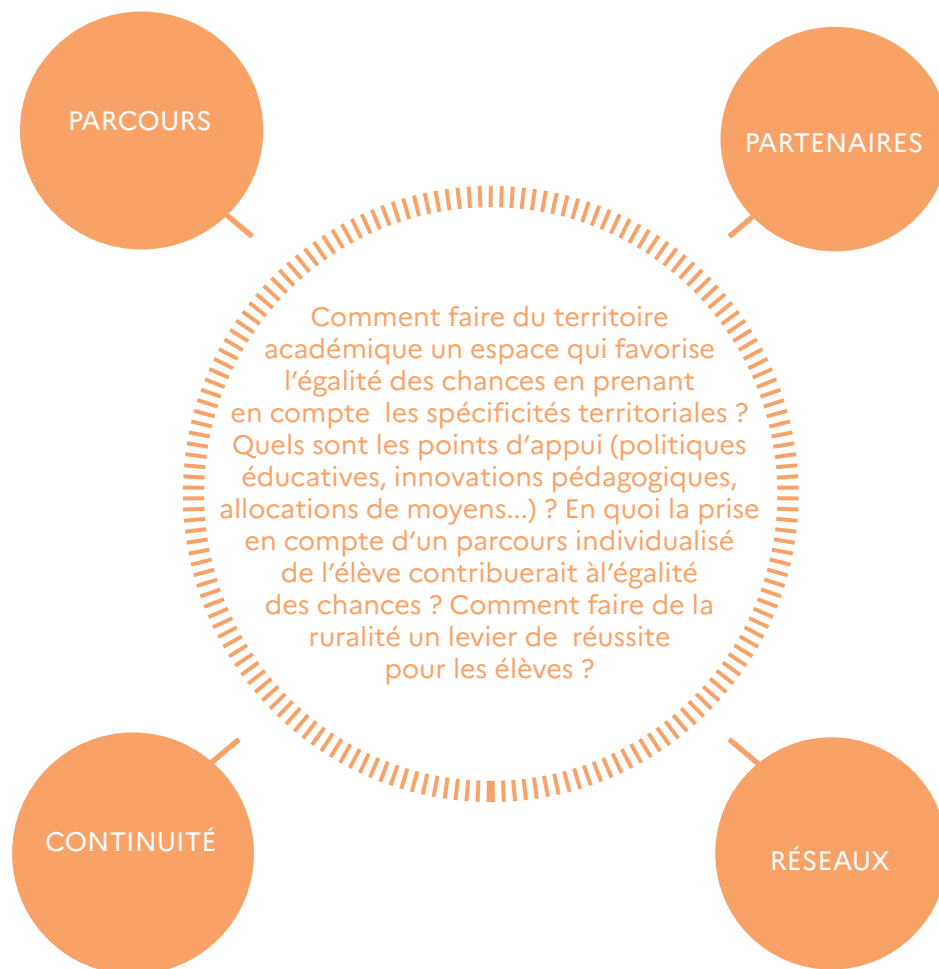 PARCOURS
PARTENAIRES
Comment faire du territoire
académique un espace qui favorise
l'égalité des chances en prenant
en compte les spécificités territoriales ?
Quels sont les points d'appui (politiques
éducatives, innovations pédagogiques,
allocations de moyens...) ? En quoi la prise
en compte d'un parcours individualisé
de l'élève contribuerait àl'égalité
des chances ? Comment faire de la
ruralité un levier de réussite
pour les élèves ?
CONTINUITÉ
RÉSEAUX